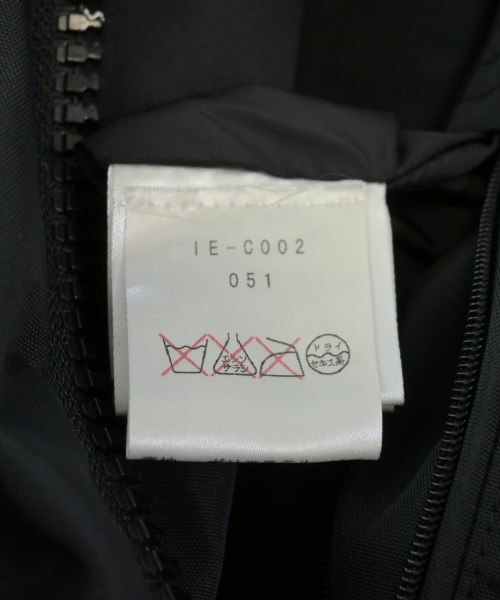 IE-C002
051
エンソ
サラシ
ドライ
セキユ系